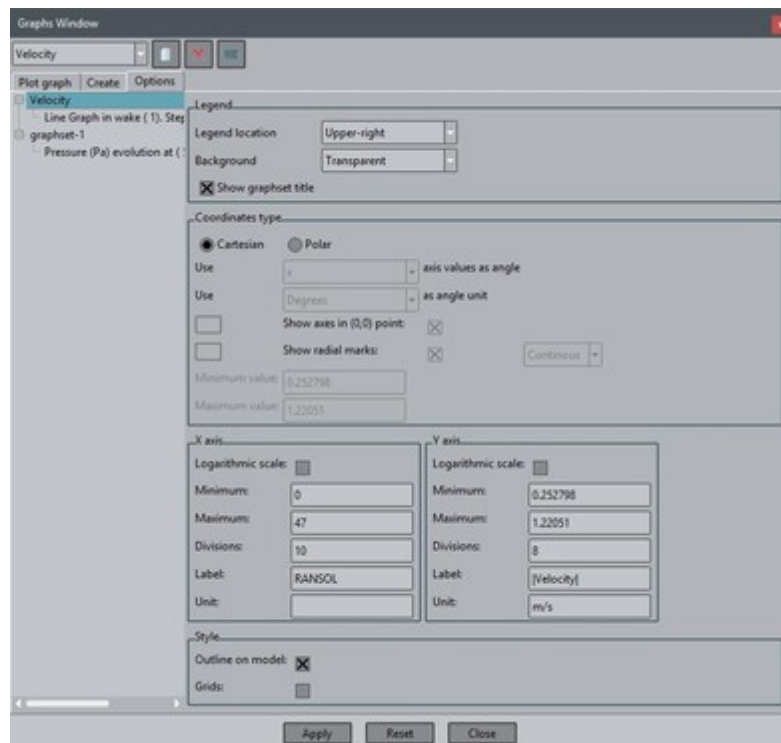 Graphs Window
Velocity
Plot graph Create Options
Velocity
Line Graph in wake ( 1). Step
graphset-1
Pressure (Pa) evolution at (
Legend
Legend location Upper-right
Background Transparent
Show graphset title
Coordinates type
Cartesian Polar
Use x axis values as angle
Use Degrees as angle unit
Show axes in (0,0) point:
Show radial marks: Continous
Minimum value: 0.252798
Maximum value: 1.22051
X axis Y axis
Logarithmic scale: Logarithmic scale:
Minimum: 0 Minimum: 0.252798
Maximum: 47 Maximum: 1.22051
Divisions: 10 Divisions: 8
Label: RANSOL Label: |Velocity|
Unit: Unit: m/s
Style
Outline on model:
Grids:
Apply Reset Close